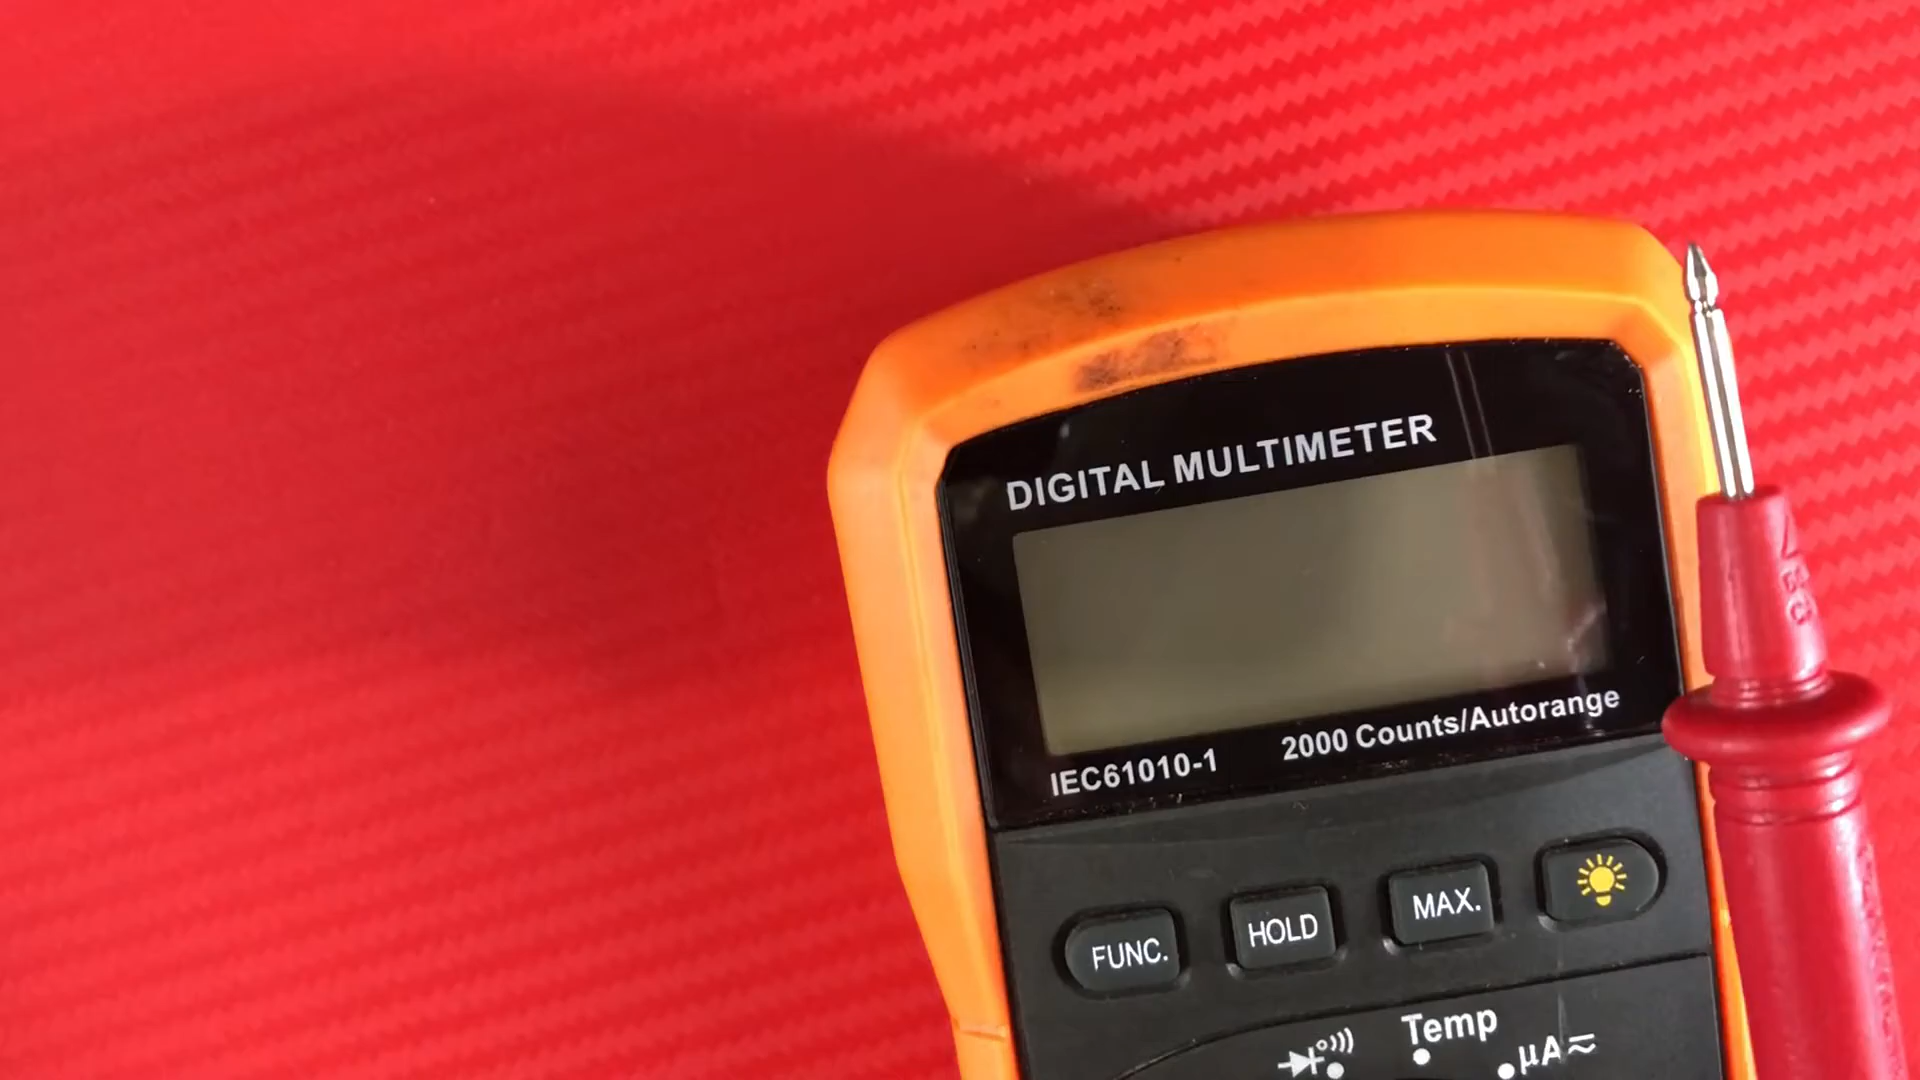 DIGITAL MULTIMETER
IEC61010-1
2000 Counts/Autorange
FUNC.
HOLD
MAX.
Temp
μA